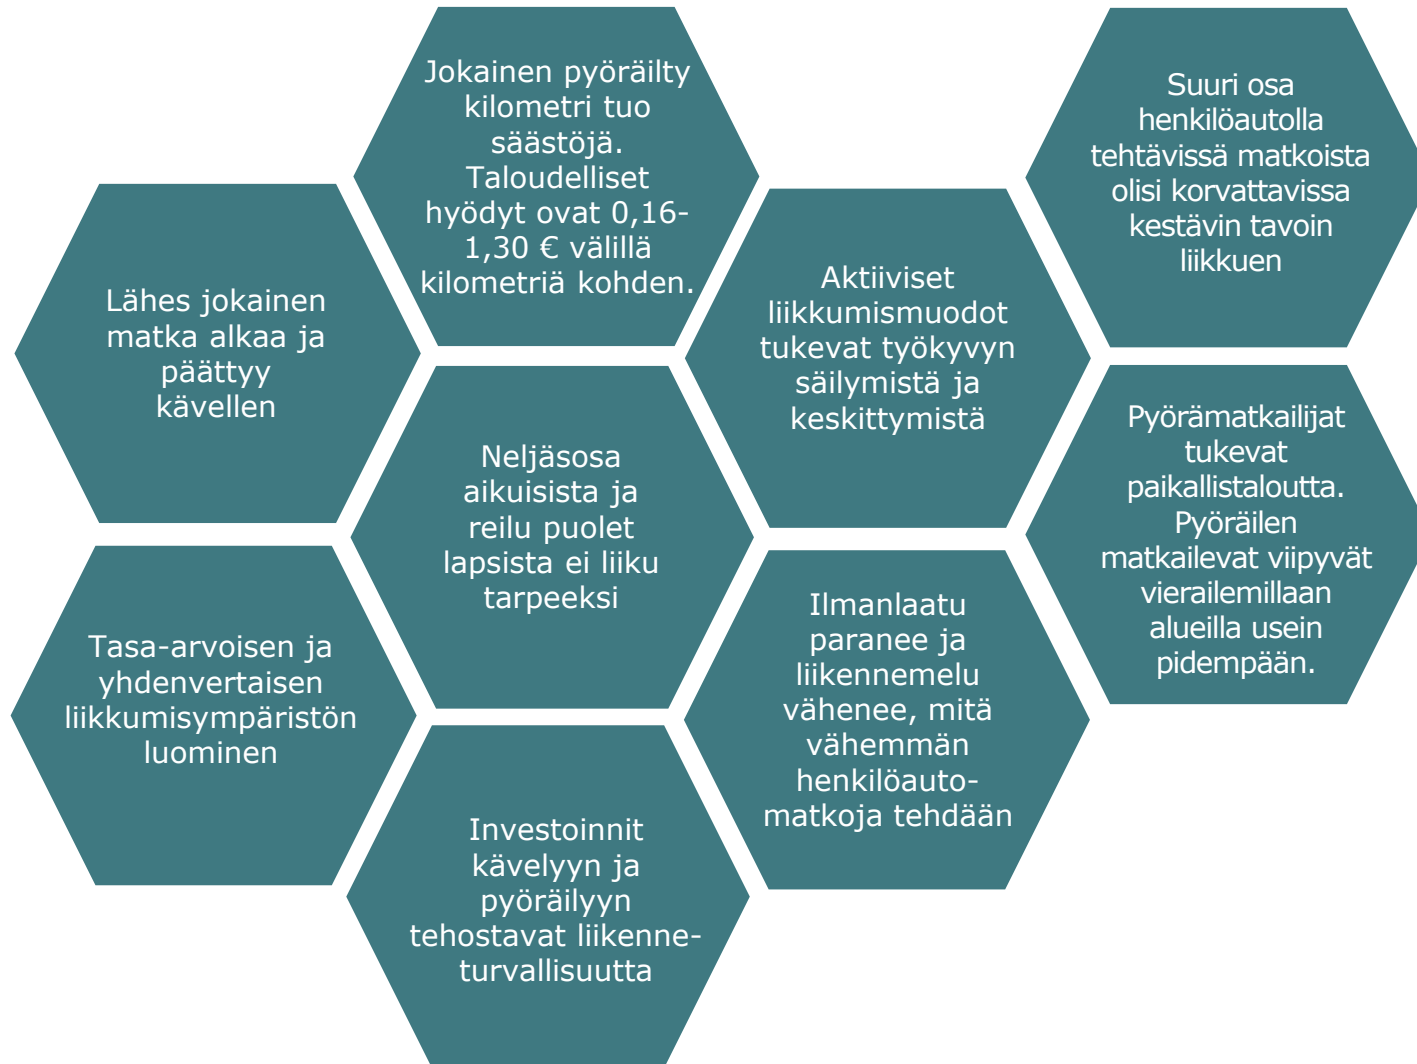 Jokainen pyöräilty
kilometri tuo
säästöjä.
Taloudelliset
hyödyt ovat 0,16-
1,30 € välillä
kilometriä kohden.
Suuri osa
henkilöautolla
tehtävissä matkoista
olisi korvattavissa
kestävin tavoin
liikkuen
Lähes jokainen
matka alkaa ja
päättyy
kävellen
Aktiiviset
liikkumismuodot
tukevat työkyvyn
säilymistä ja
keskittymistä
Neljäsosa
aikuisista ja
reilu puolet
lapsista ei liiku
tarpeeksi
Pyörämatkailijat
tukevat
paikallistaloutta.
Pyöräilen
matkailevat viipyvät
vierailemillaan
alueilla usein
pidempään.
Tasa-arvoisen ja
yhdenvertaisen
liikkumisympäristön
luominen
Ilmanlaatu
paranee ja
liikennemelu
vähenee, mitä
vähemmän
henkilöauto-
matkoja tehdään
Investoinnit
kävelyyn ja
pyöräilyyn
tehostavat liikenne-
turvallisuutta